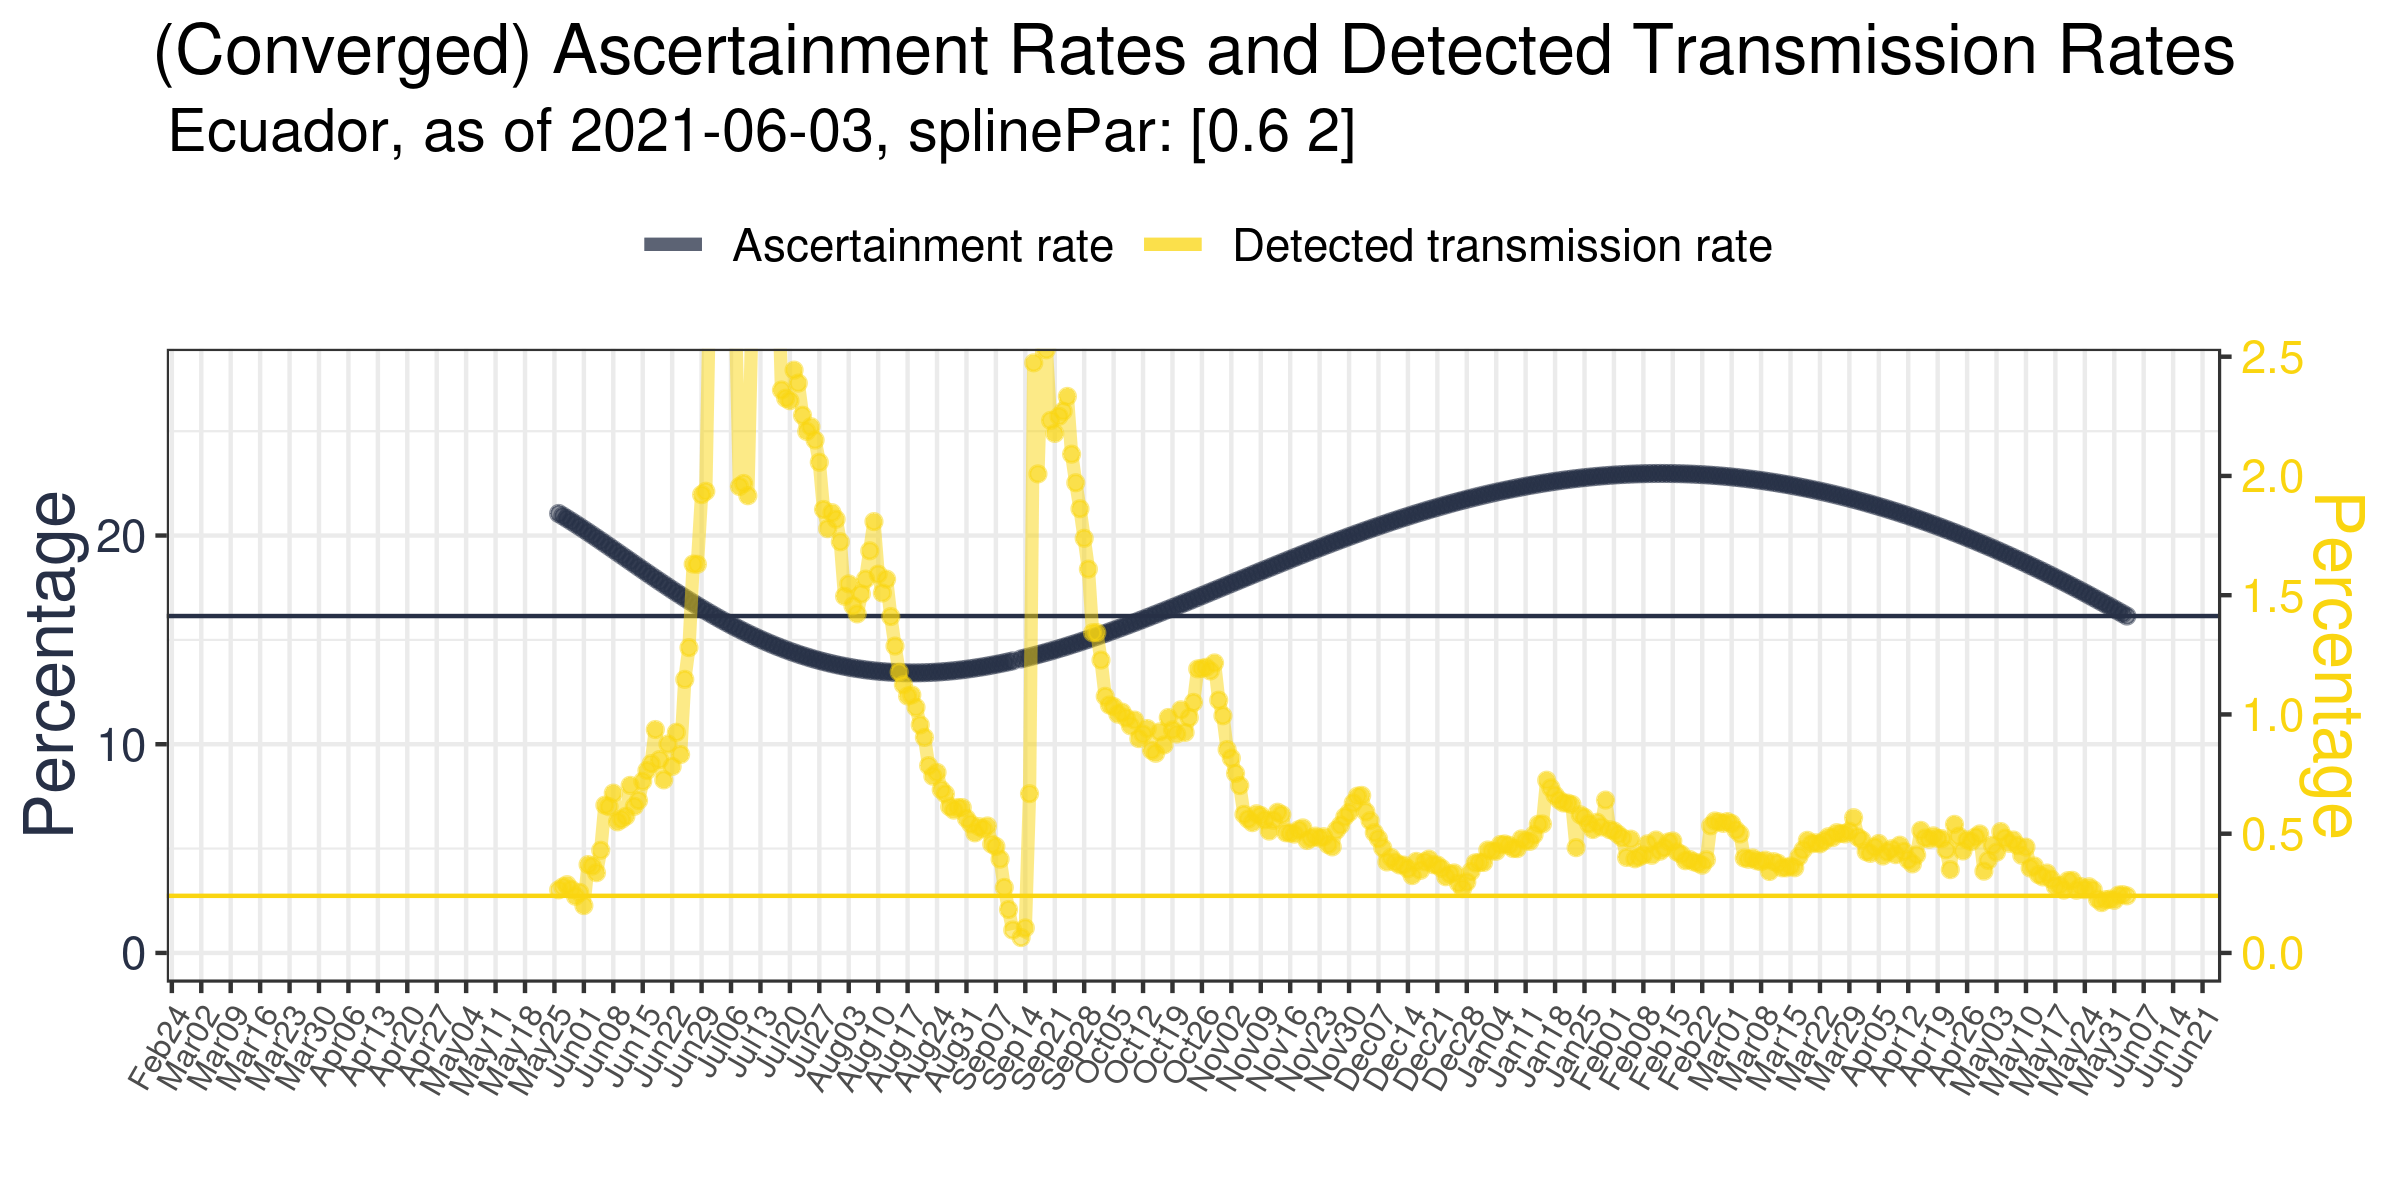 (Converged) Ascertainment Rates and Detected Transmission Rates
Ecuador, as of 2021-06-03, splinePar: [0.6 2]
Ascertainment rate
Detected transmission rate
Percentage
20
10
0
2.5
2.0
1.5
1.0
0.5
0.0
Percentage
Feb24
Mar02
Mar09
Mar16
Mar23
Mar30
Apr06
Apr13
Apr20
Apr27
May04
May11
May18
May25
Jun01
Jun08
Jun15
Jun22
Jun29
Jul06
Jul13
Jul20
Jul27
Aug03
Aug10
Aug17
Aug24
Aug31
Sep07
Sep14
Sep21
Sep28
Oct05
Oct12
Oct19
Oct26
Nov02
Nov09
Nov16
Nov23
Nov30
Dec07
Dec14
Dec21
Dec28
Jan04
Jan11
Jan18
Jan25
Feb01
Feb08
Feb15
Feb22
Mar01
Mar08
Mar15
Mar22
Mar29
Apr05
Apr12
Apr19
Apr26
May03
May10
May17
May24
May31
Jun07
Jun14
Jun21